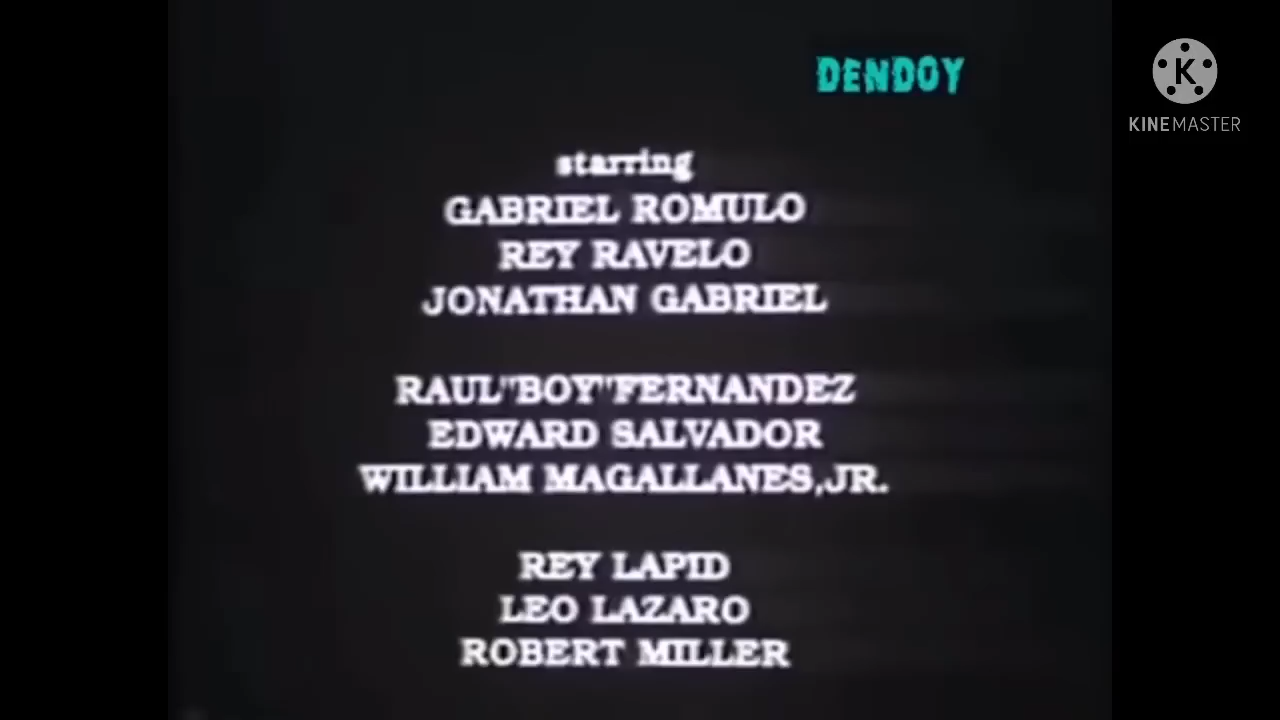 DENDOY
K
KINEMASTER
starring
GABRIEL ROMULO
REY RAVELO
JONATHAN GABRIEL
RAUL"BOY"FERNANDEZ
EDWARD SALVADOR
WILLIAM MAGALLANES,JR.
REY LAPID
LEO LAZARO
ROBERT MILLER